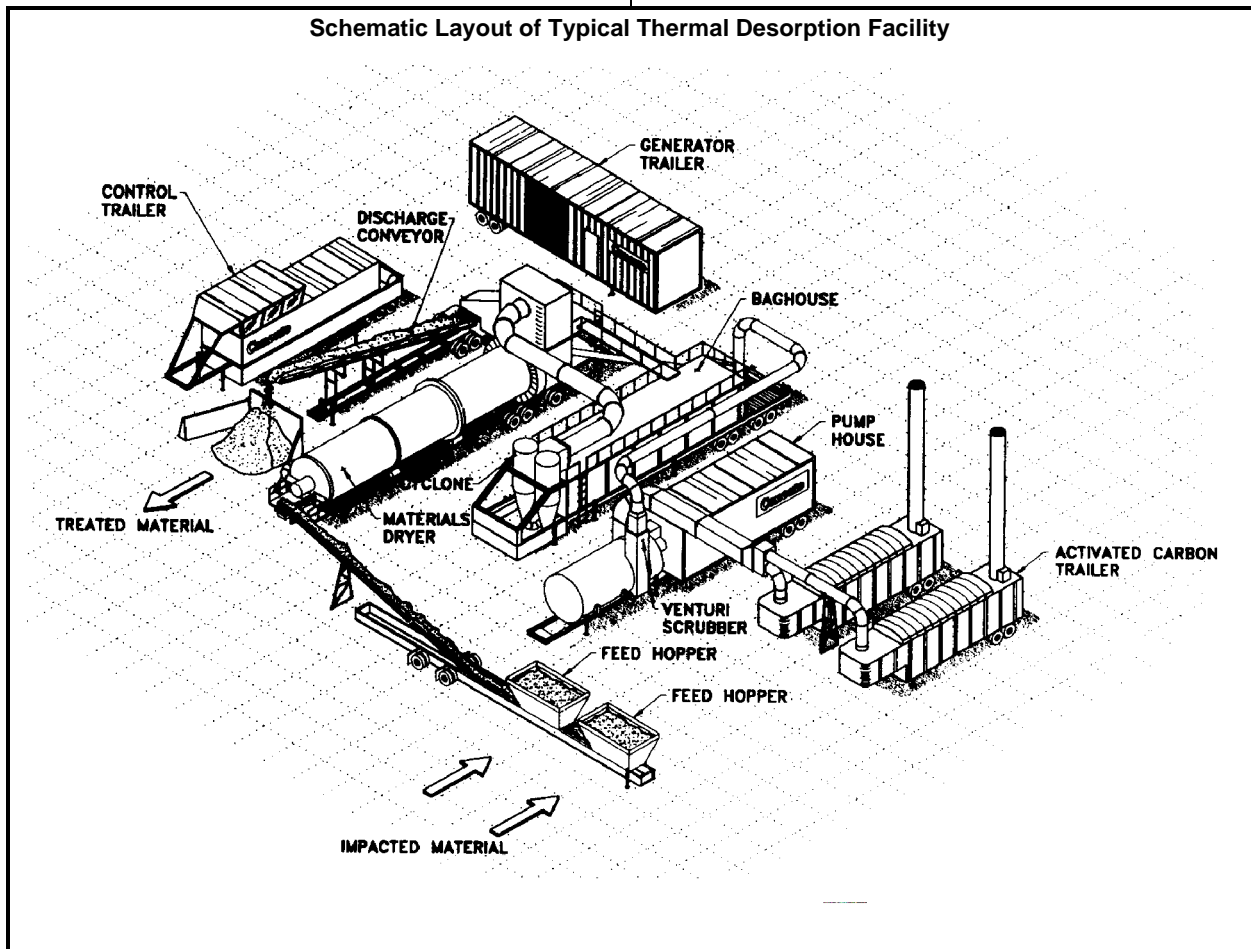 Schematic Layout of Typical Thermal Desorption Facility
GENERATOR
TRAILER
CONTROL
TRAILER
DISCHARGE
CONVEYOR
BAGHOUSE
PUMP
HOUSE
CYCLONE
MATERIALS
DRYER
TREATED MATERIAL
ACTIVATED CARBON
TRAILER
VENTURI
SCRUBBER
FEED HOPPER
FEED HOPPER
IMPACTED MATERIAL